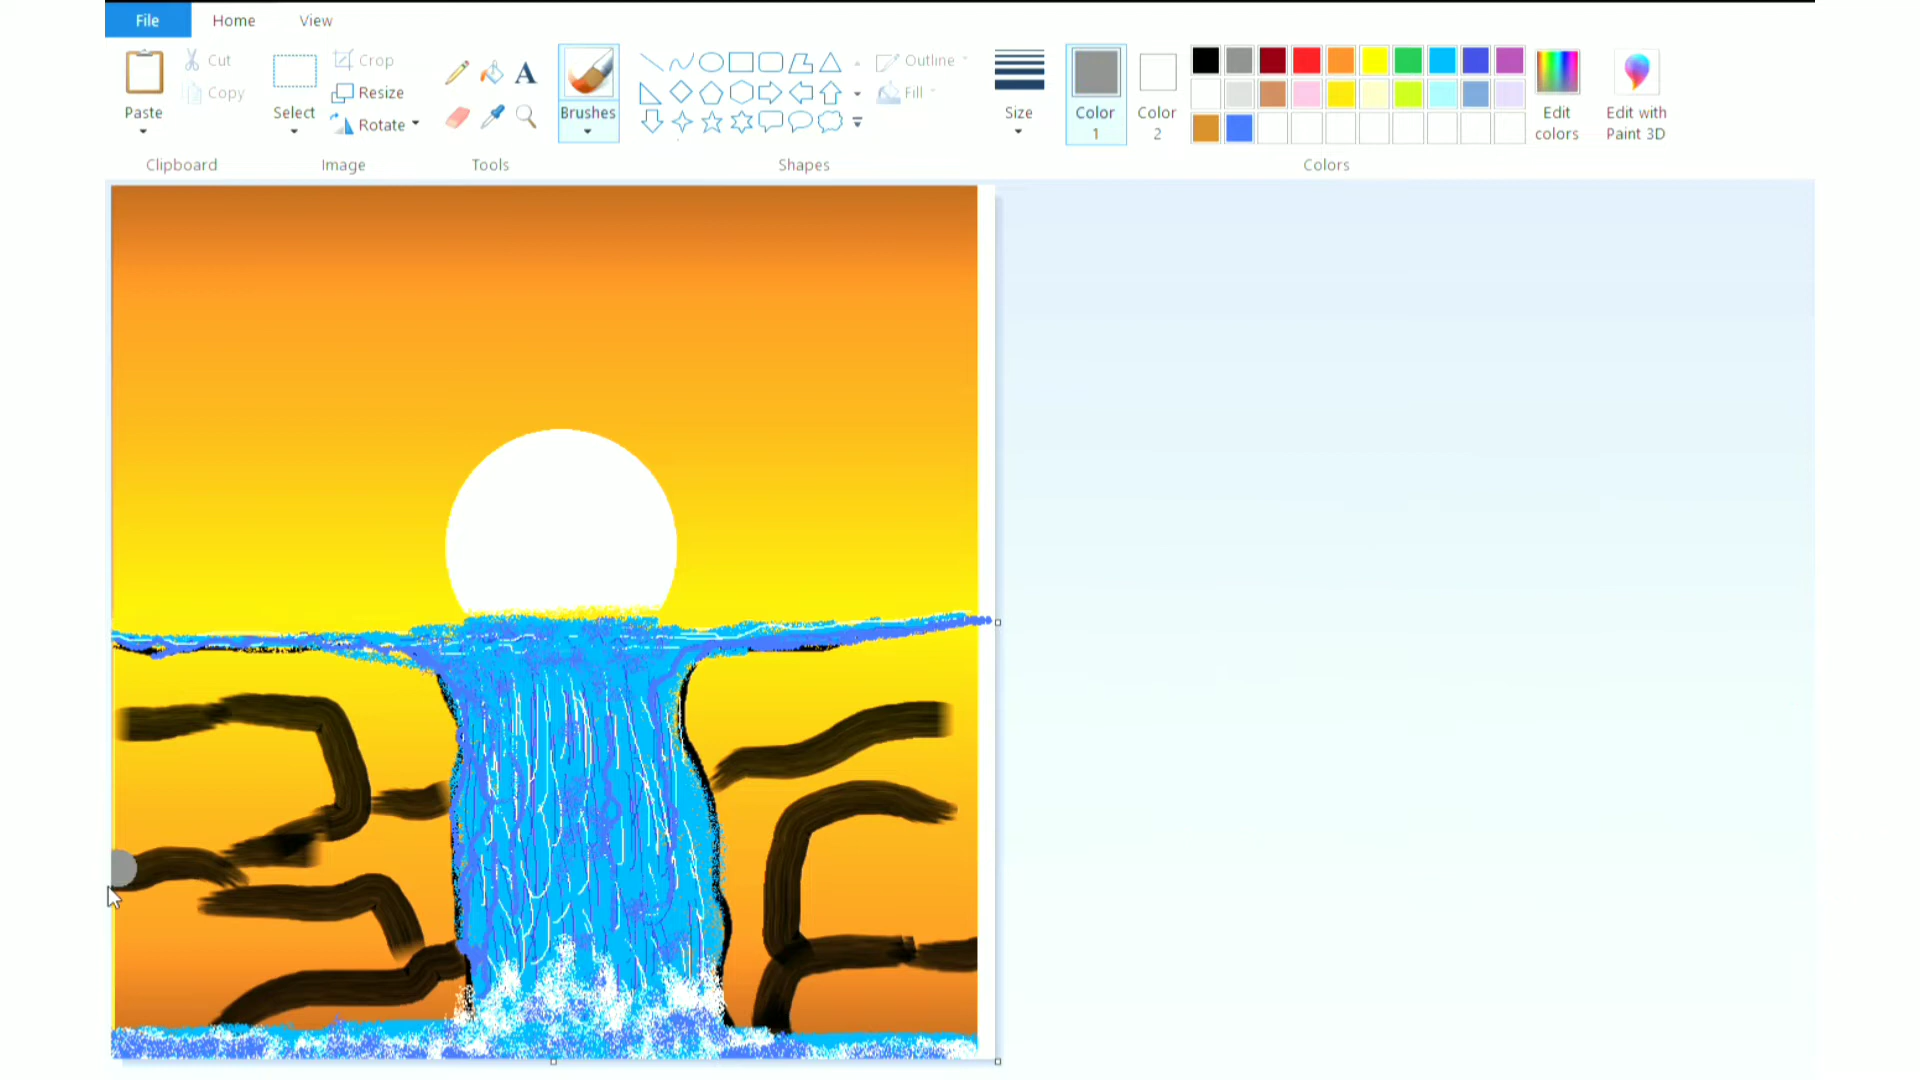 File Home View
Paste Cut Copy
Clipboard
Select Crop Resize Rotate
Image
A
Tools
Brushes
Outline Fill
Shapes
Size
Color 1
Color 2
Edit colors
Colors
Edit with Paint 3D